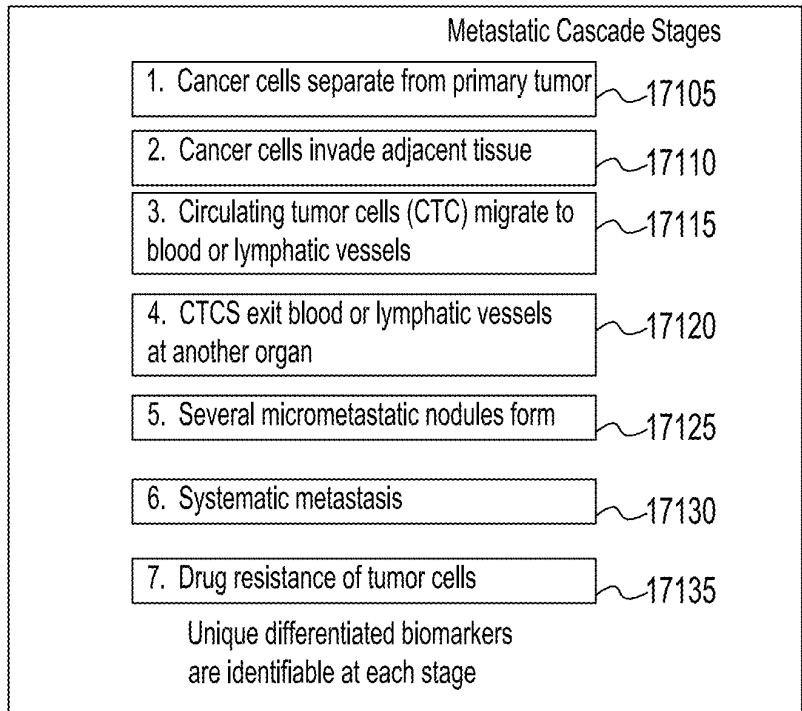 Metastatic Cascade Stages
1. Cancer cells separate from primary tumor
17105
2. Cancer cells invade adjacent tissue
17110
3. Circulating tumor cells (CTC) migrate to
blood or lymphatic vessels
17115
4. CTCS exit blood or lymphatic vessels
at another organ
17120
5. Several micrometastatic nodules form
17125
6. Systematic metastasis
17130
7. Drug resistance of tumor cells
17135
Unique differentiated biomarkers
are identifiable at each stage